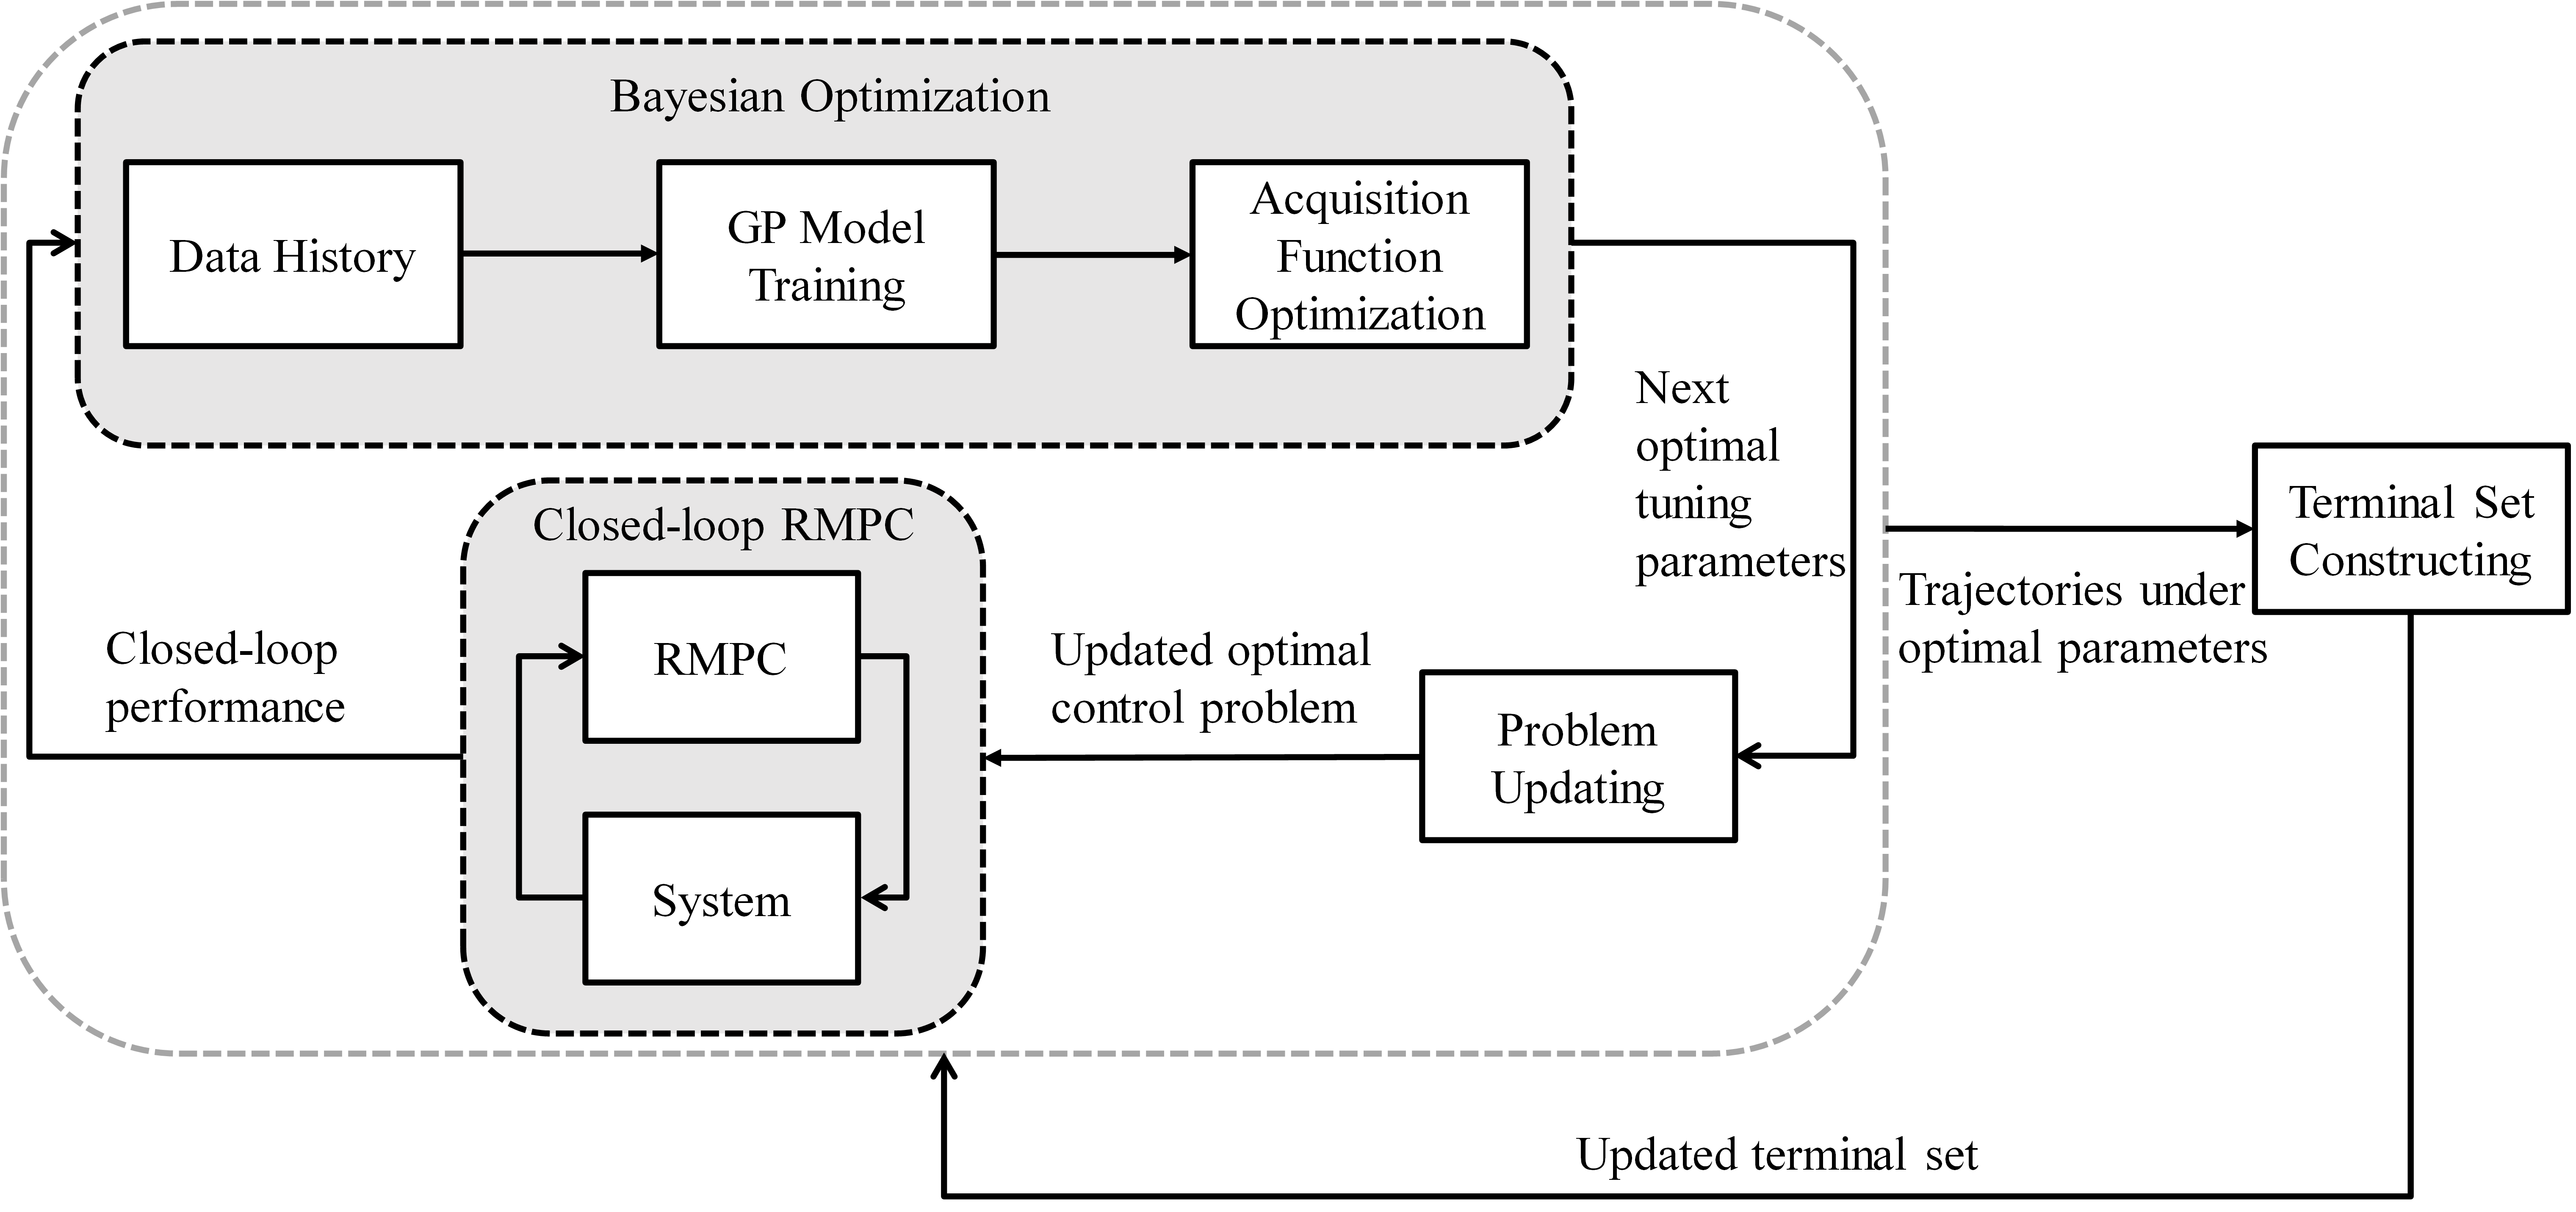 Bayesian Optimization
Data History
GP Model
Training
Acquisition
Function
Optimization
Next
optimal
tuning
parameters
Closed-loop RMPC
RMPC
System
Closed-loop
performance
Updated optimal
control problem
Problem
Updating
Trajectories under
optimal parameters
Terminal Set
Constructing
Updated terminal set